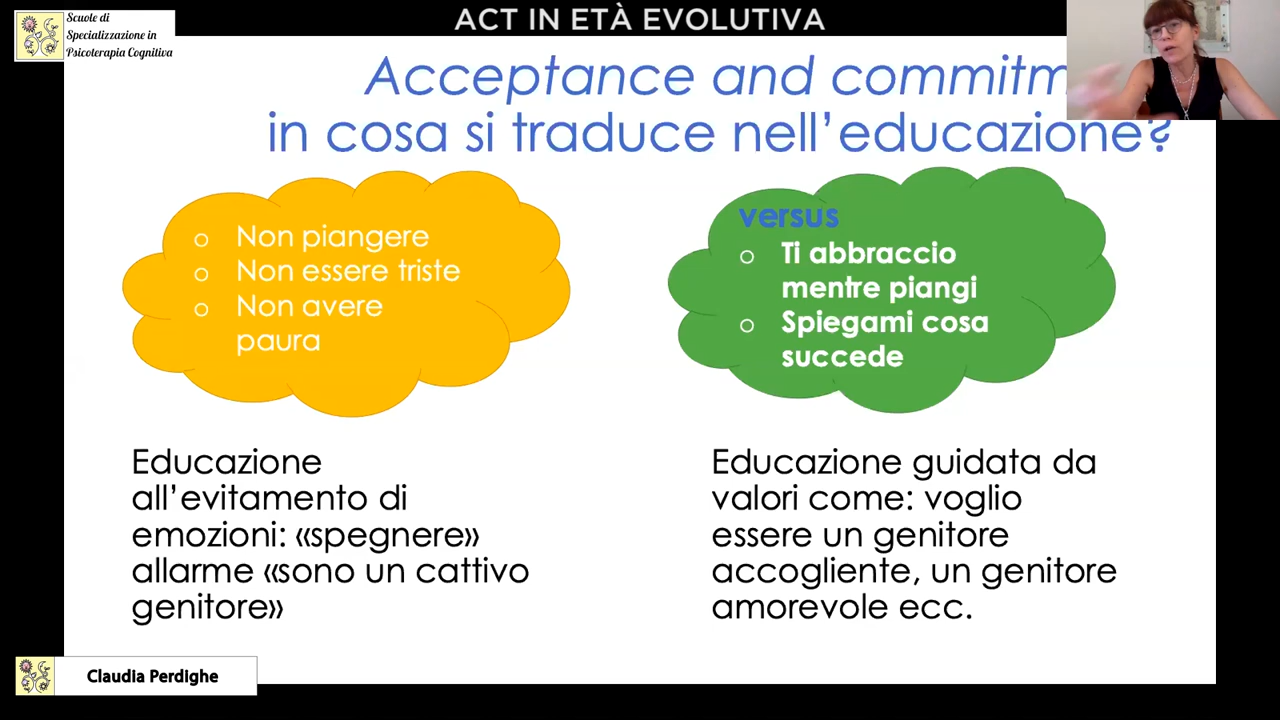 Scuole di
Specializzazione in
Psicoterapia Cognitiva
ACT IN ETÀ EVOLUTIVA
Acceptance and commitm
in cosa si traduce nell’educazione?
o Non piangere
o Non essere triste
o Non avere
paura
versus
o Ti abbraccio
mentre piangi
o Spiegami cosa
succede
Educazione
all’evitamento di
emozioni: «spegnere»
allarme «sono un cattivo
genitore»
Educazione guidata da
valori come: voglio
essere un genitore
accogliente, un genitore
amorevole ecc.
Claudia Perdighe